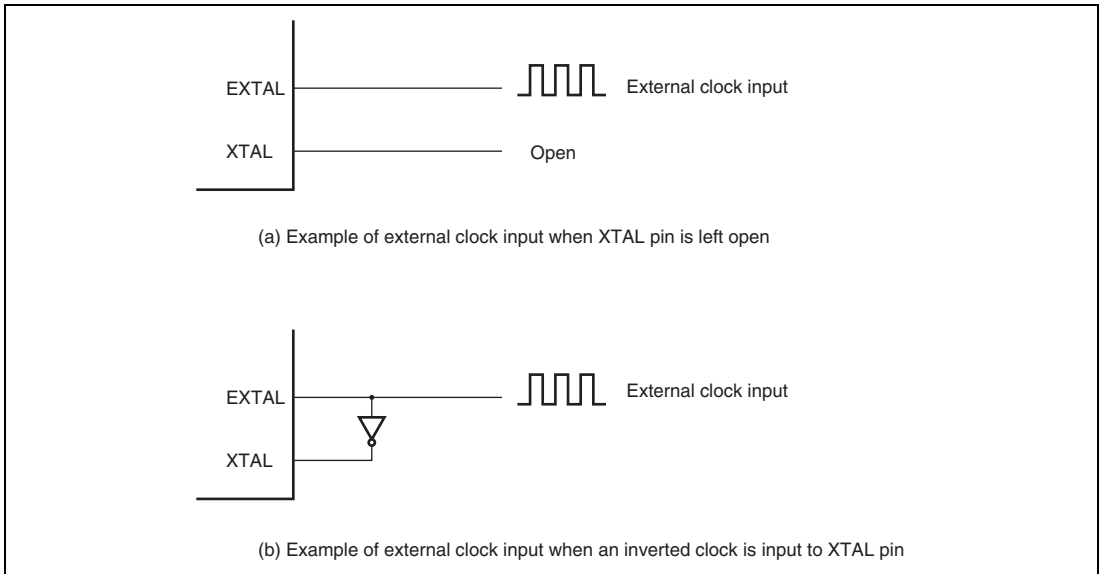 EXTAL External clock input
XTAL Open
(a) Example of external clock input when XTAL pin is left open
EXTAL External clock input
XTAL
(b) Example of external clock input when an inverted clock is input to XTAL pin